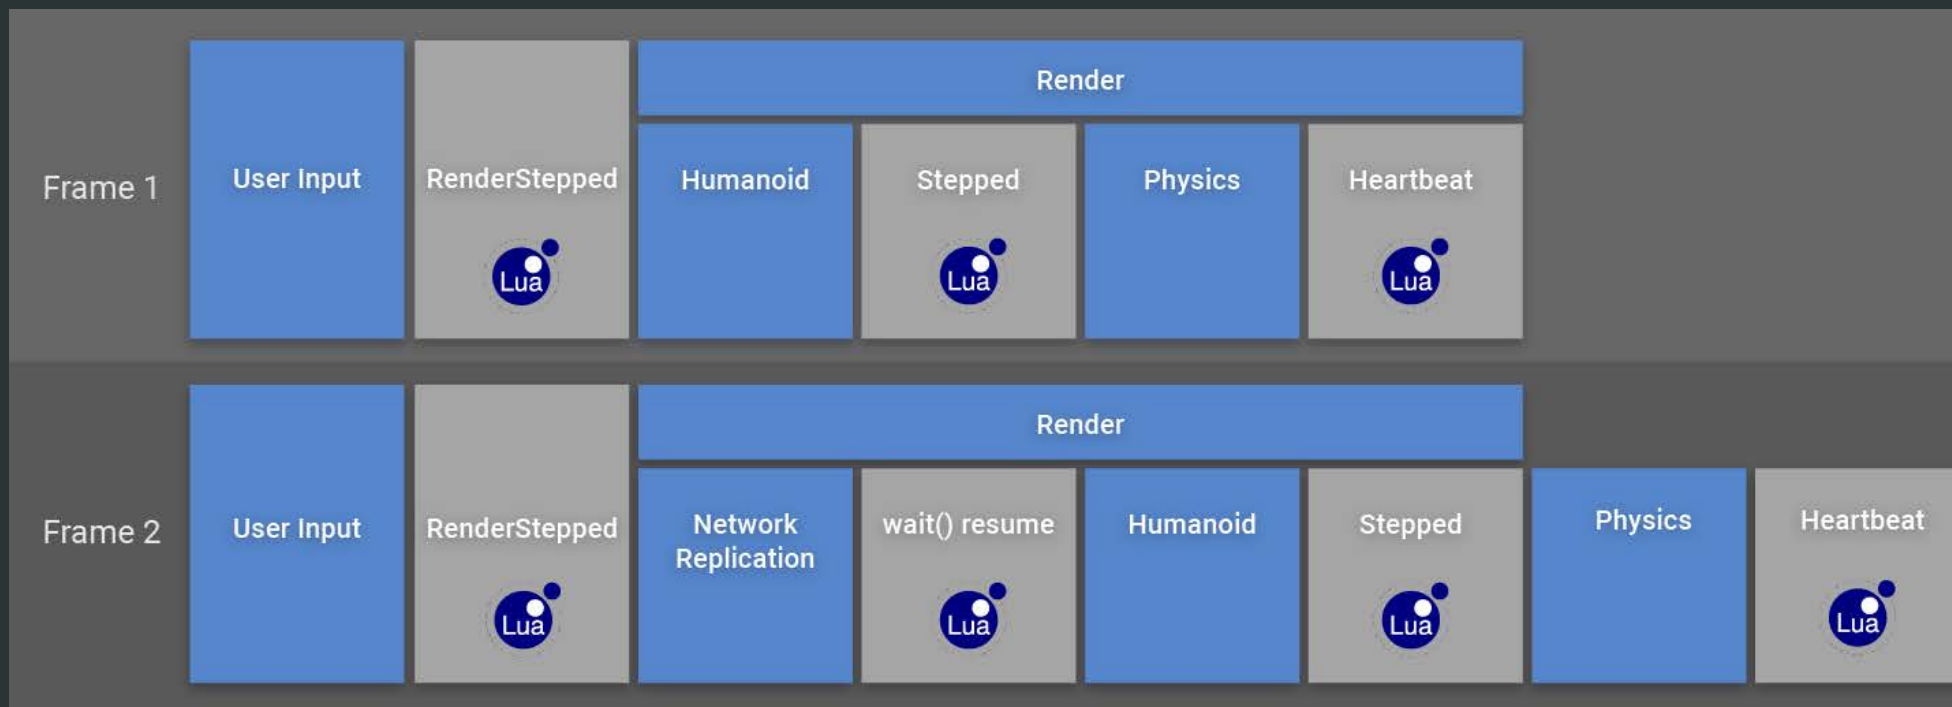 Render
Frame 1
User Input
RenderStepped
Humanoid
Stepped
Physics
Heartbeat
Lua
Lua
Lua
Render
Frame 2
User Input
RenderStepped
Network
Replication
wait() resume
Humanoid
Stepped
Physics
Heartbeat
Lua
Lua
Lua
Lua